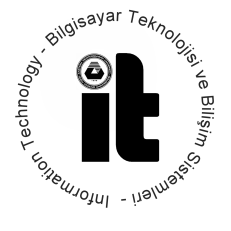 Information Technology - Bilgisayar Teknolojisi ve Bilişim Sistemleri -
it